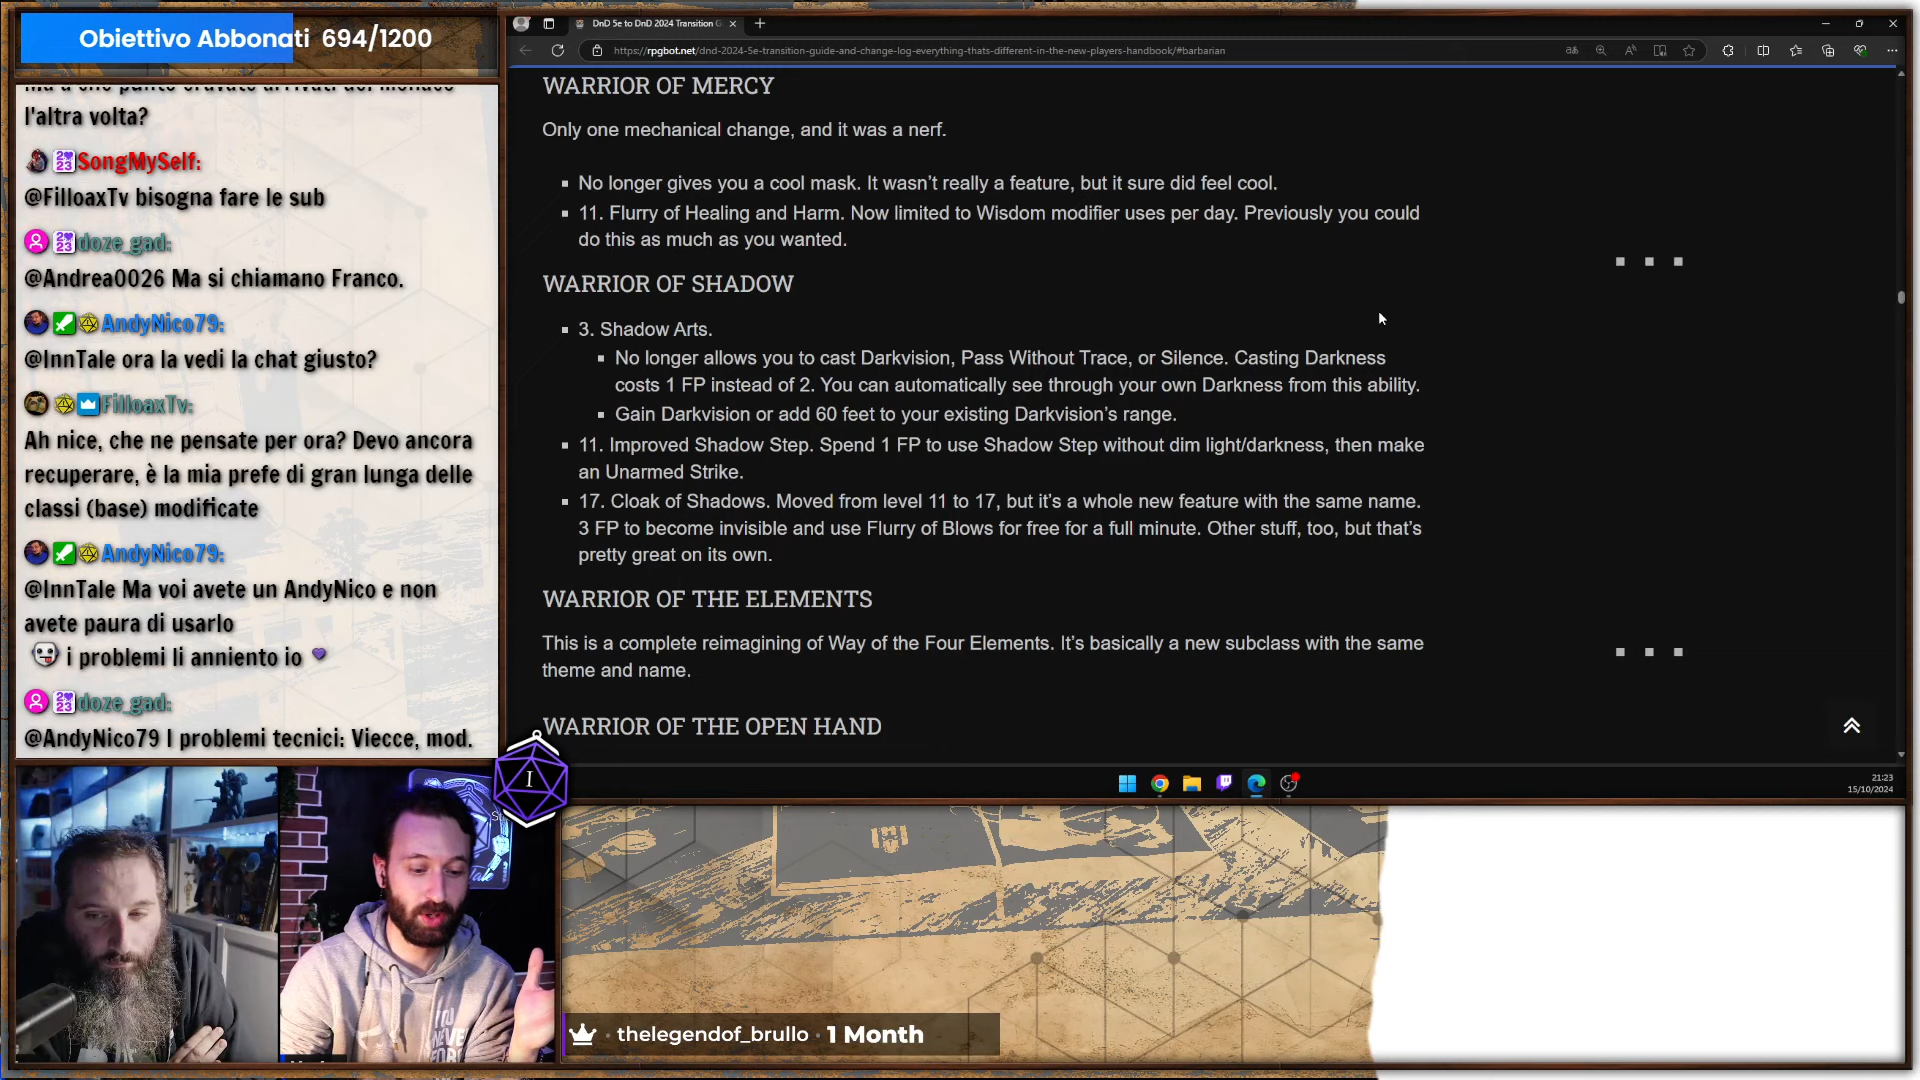 Obiettivo Abbonati 694/1200
l'altra volta?
SongMySelf:
@FilloaxTv bisogna fare le sub
doze_gad:
@Andrea0026 Ma si chiamano Franco.
AndyNico79:
@InnTale ora la vedi la chat giusto?
FilloaxTv:
Ah nice, che ne pensate per ora? Devo ancora
recuperare, è la mia prefe di gran lunga delle
classi (base) modificate
AndyNico79:
@InnTale Ma voi avete un AndyNico e non
avete paura di usarlo
i problemi li anniento io
doze_gad:
@AndyNico79 I problemi tecnici: Viecce, mod.
DnD 5e to DnD 2024 Transition G
https://rpgbot.net/dnd-2024-5e-transition-guide-and-change-log-everything-thats-different-in-the-new-players-handbook/#barbarian
WARRIOR OF MERCY
Only one mechanical change, and it was a nerf.
No longer gives you a cool mask. It wasn't really a feature, but it sure did feel cool.
11. Flurry of Healing and Harm. Now limited to Wisdom modifier uses per day. Previously you could
do this as much as you wanted.
WARRIOR OF SHADOW
3. Shadow Arts.
No longer allows you to cast Darkvision, Pass Without Trace, or Silence. Casting Darkness
costs 1 FP instead of 2. You can automatically see through your own Darkness from this ability.
Gain Darkvision or add 60 feet to your existing Darkvision's range.
11. Improved Shadow Step. Spend 1 FP to use Shadow Step without dim light/darkness, then make
an Unarmed Strike.
17. Cloak of Shadows. Moved from level 11 to 17, but it's a whole new feature with the same name.
3 FP to become invisible and use Flurry of Blows for free for a full minute. Other stuff, too, but that's
pretty great on its own.
WARRIOR OF THE ELEMENTS
This is a complete reimagining of Way of the Four Elements. It's basically a new subclass with the same
theme and name.
WARRIOR OF THE OPEN HAND
21:23
15/10/2024
I
thelegendof_brullo · 1 Month